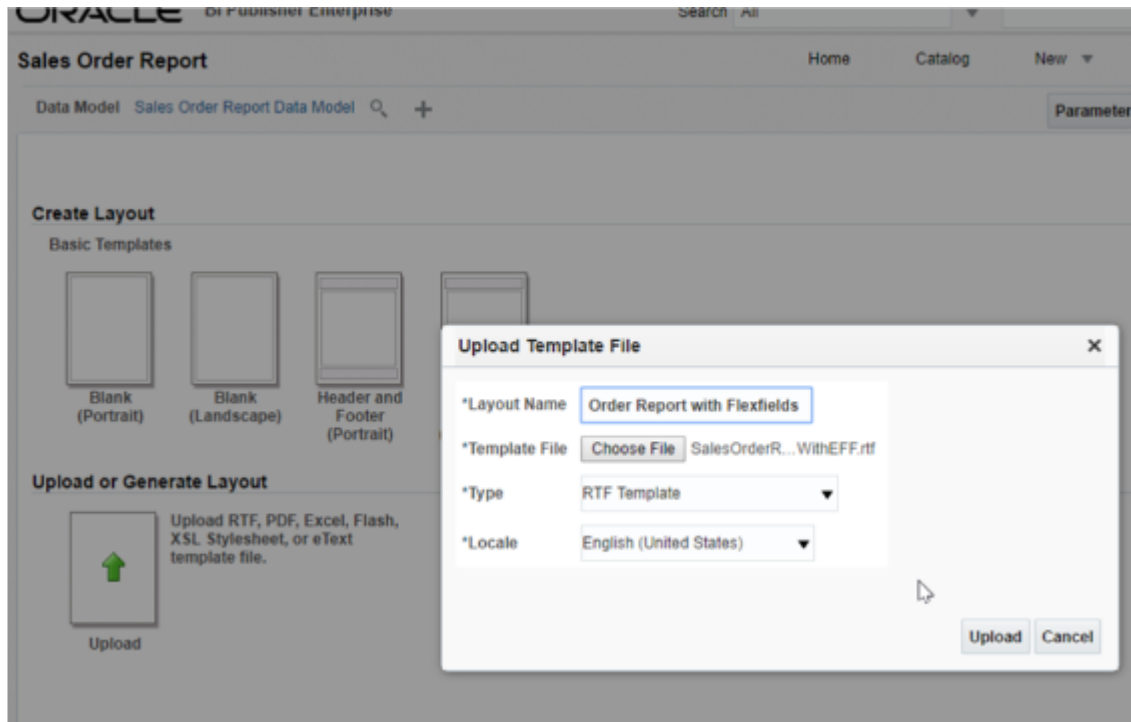 ORACLE BI Publisher Enterprise Search All
Sales Order Report Home Catalog New
Data Model Sales Order Report Data Model Parameter
Create Layout
Basic Templates
Blank
(Portrait)
Blank
(Landscape)
Header and
Footer
(Portrait)
Upload or Generate Layout
Upload RTF, PDF, Excel, Flash,
XSL Stylesheet, or eText
template file.
Upload
Upload Template File
*Layout Name Order Report with Flexfields
*Template File Choose File SalesOrderR...WithEFF.rtf
*Type RTF Template
*Locale English (United States)
Upload Cancel